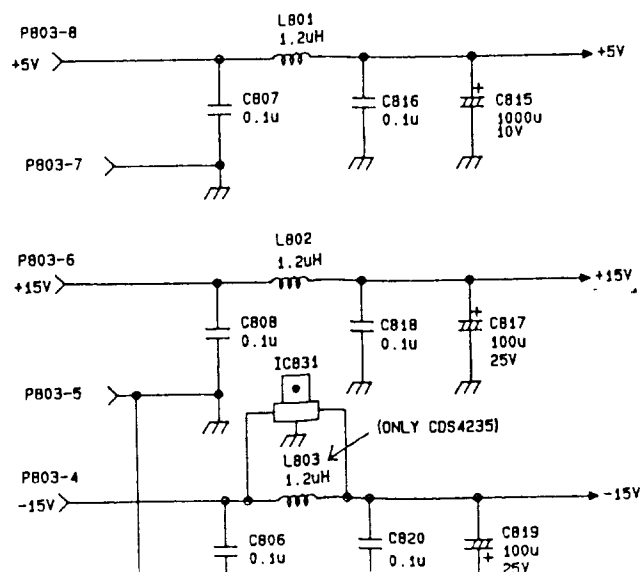 L801
P803-8
1.2uH
+5V
+5V
C807
0.1u
C816
0.1u
+
C815
1000u
10V
P803-7
L802
P803-6
1.2uH
+15V
+15V
C808
0.1u
C818
0.1u
+
C817
100u
25V
IC831
P803-5
(ONLY CDS4235)
L803
P803-4
1.2uH
-15V
-15V
C806
0.1u
C820
0.1u
C819
100u
+
25V